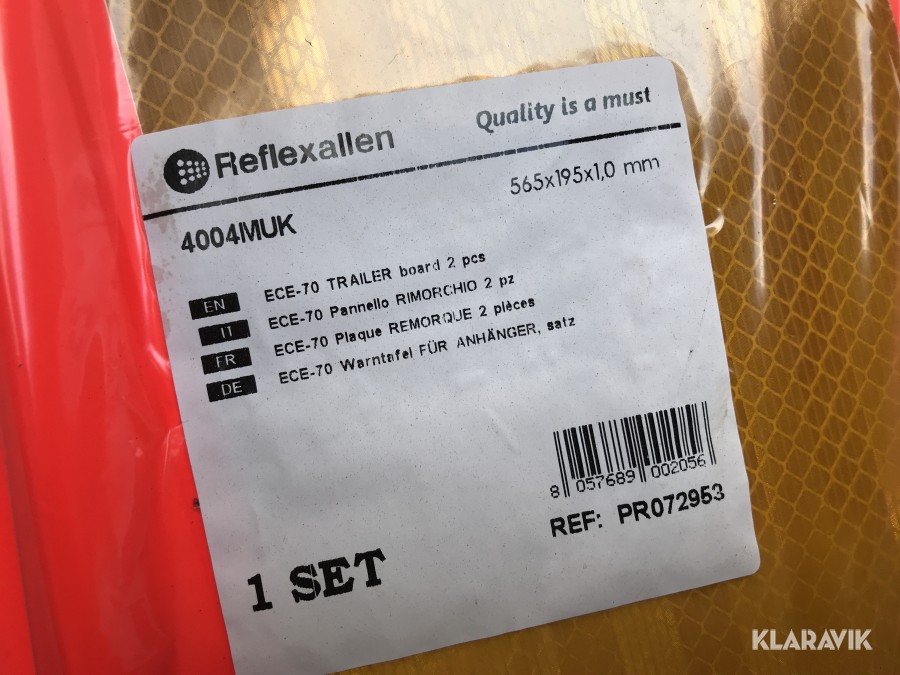 Reflexallen
Quality is a must
565x195x1,0 mm
4004MUK
EN ECE-70 TRAILER board 2 pcs
IT ECE-70 Pannello RIMORCHIO 2 pz
FR ECE-70 Plaque REMORQUE 2 pièces
DE ECE-70 Warntafel FÜR ANHÄNGER, satz
8 057689 002056
REF: PR072953
1 SET
KLARAVIK